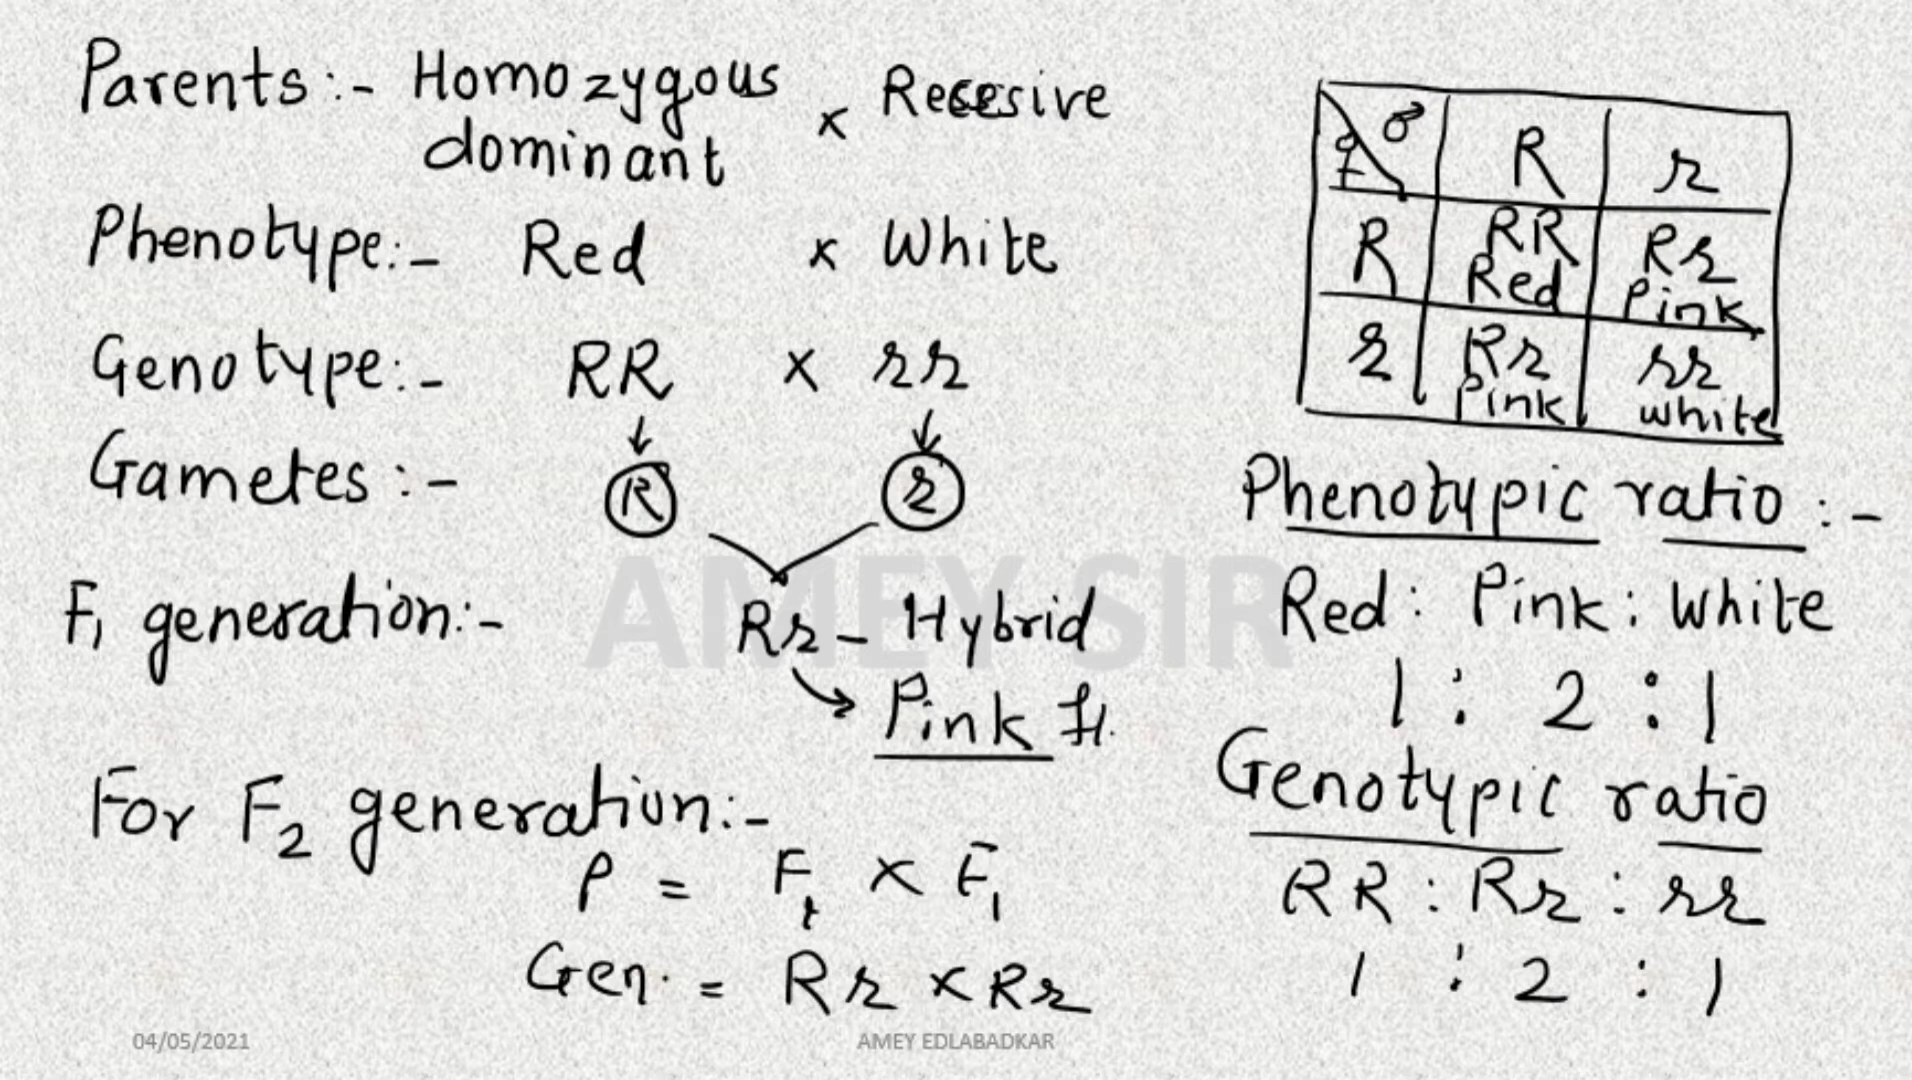 Parents :- Homozygous dominant × Recesive
Phenotype:- Red × White
Genotype:- RR × rr
Gametes :- R r
F1 generation:- Rr - Hybrid
Pink fl.
For F2 generation:-
P = F1 × F1
Gen. = Rr × Rr
♀ ♂ R r
R RR Red Rr Pink
r Rr Pink rr white
Phenotypic ratio :-
Red : Pink : White
1 : 2 : 1
Genotypic ratio
RR : Rr : rr
1 : 2 : 1
AMEY SIR
04/05/2021
AMEY EDLABADKAR